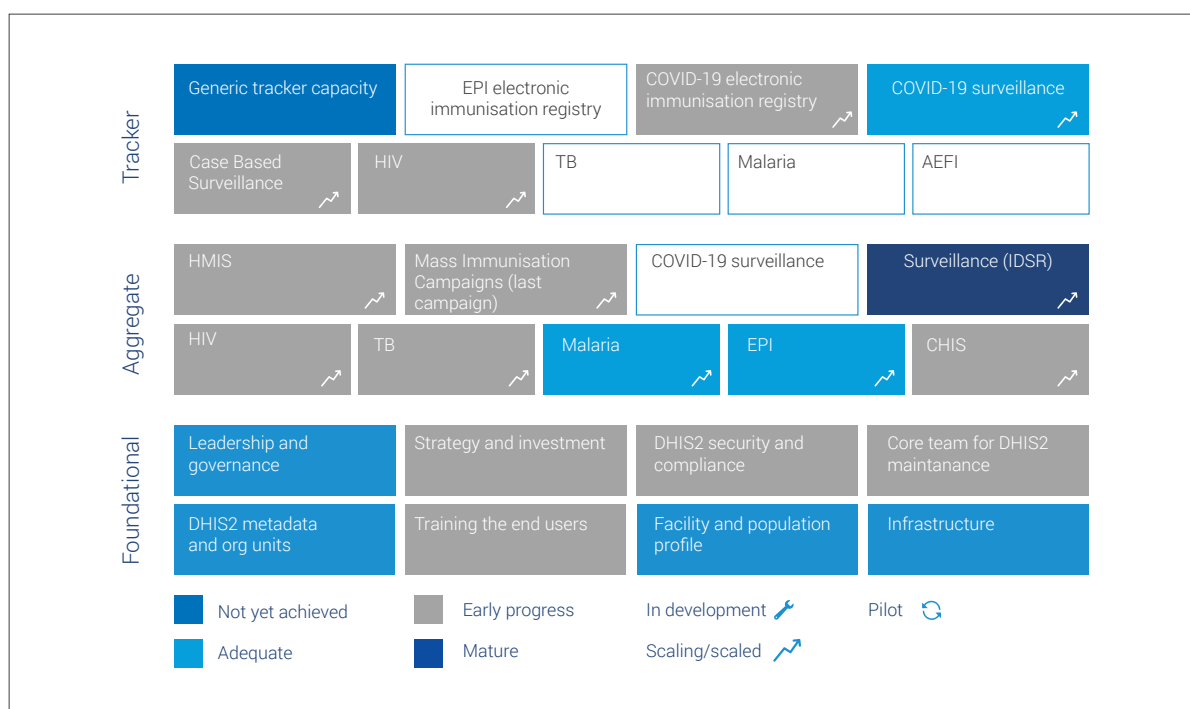 Tracker
Generic tracker capacity
EPI electronic
immunisation registry
COVID-19 electronic
immunisation registry
COVID-19 surveillance
Case Based
Surveillance
HIV
TB
Malaria
AEFI
Aggregate
HMIS
Mass Immunisation
Campaigns (last
campaign)
COVID-19 surveillance
Surveillance (IDSR)
HIV
TB
Malaria
EPI
CHIS
Foundational
Leadership and
governance
Strategy and investment
DHIS2 security and
compliance
Core team for DHIS2
maintanance
DHIS2 metadata
and org units
Training the end users
Facility and population
profile
Infrastructure
Not yet achieved
Early progress
In development
Pilot
Adequate
Mature
Scaling/scaled